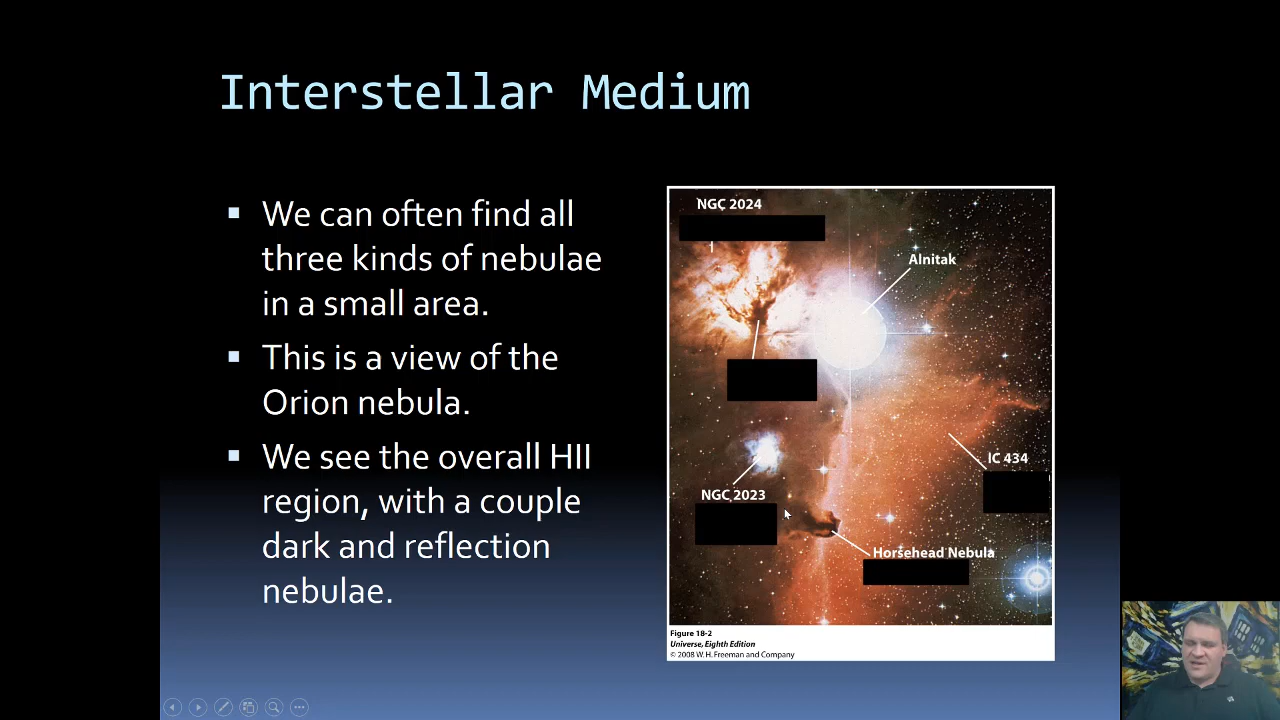 Interstellar Medium
We can often find all
three kinds of nebulae
in a small area.
This is a view of the
Orion nebula.
We see the overall HII
region, with a couple
dark and reflection
nebulae.
NGC 2024
Alnitak
NGC 2023
IC 434
Horsehead Nebula
Figure 18-2
Universe, Eighth Edition
© 2008 W. H. Freeman and Company